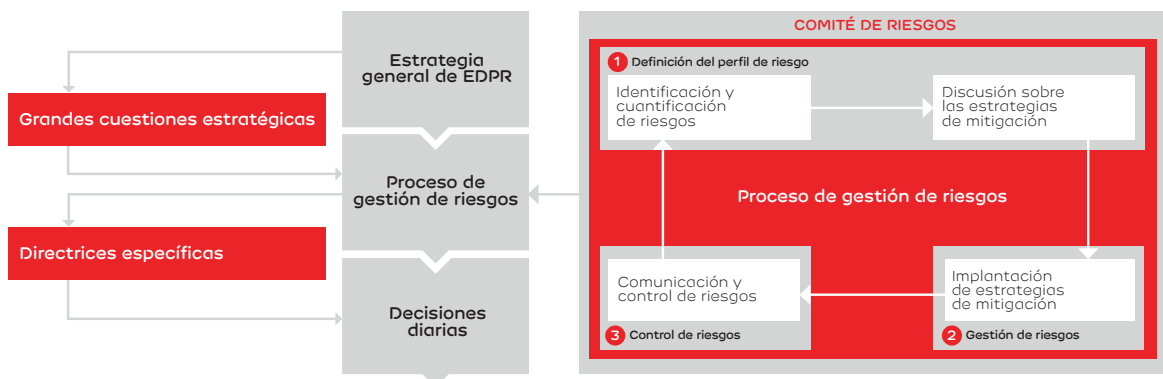 Estrategia
general de EDPR
Grandes cuestiones estratégicas
Proceso de
gestión de riesgos
Directrices específicas
Decisiones
diarias
COMITÉ DE RIESGOS
1 Definición del perfil de riesgo
Identificación y
cuantificación
de riesgos
Discusión sobre
las estrategias
de mitigación
Proceso de gestión de riesgos
Comunicación y
control de riesgos
3 Control de riesgos
Implantación
de estrategias
de mitigación
2 Gestión de riesgos